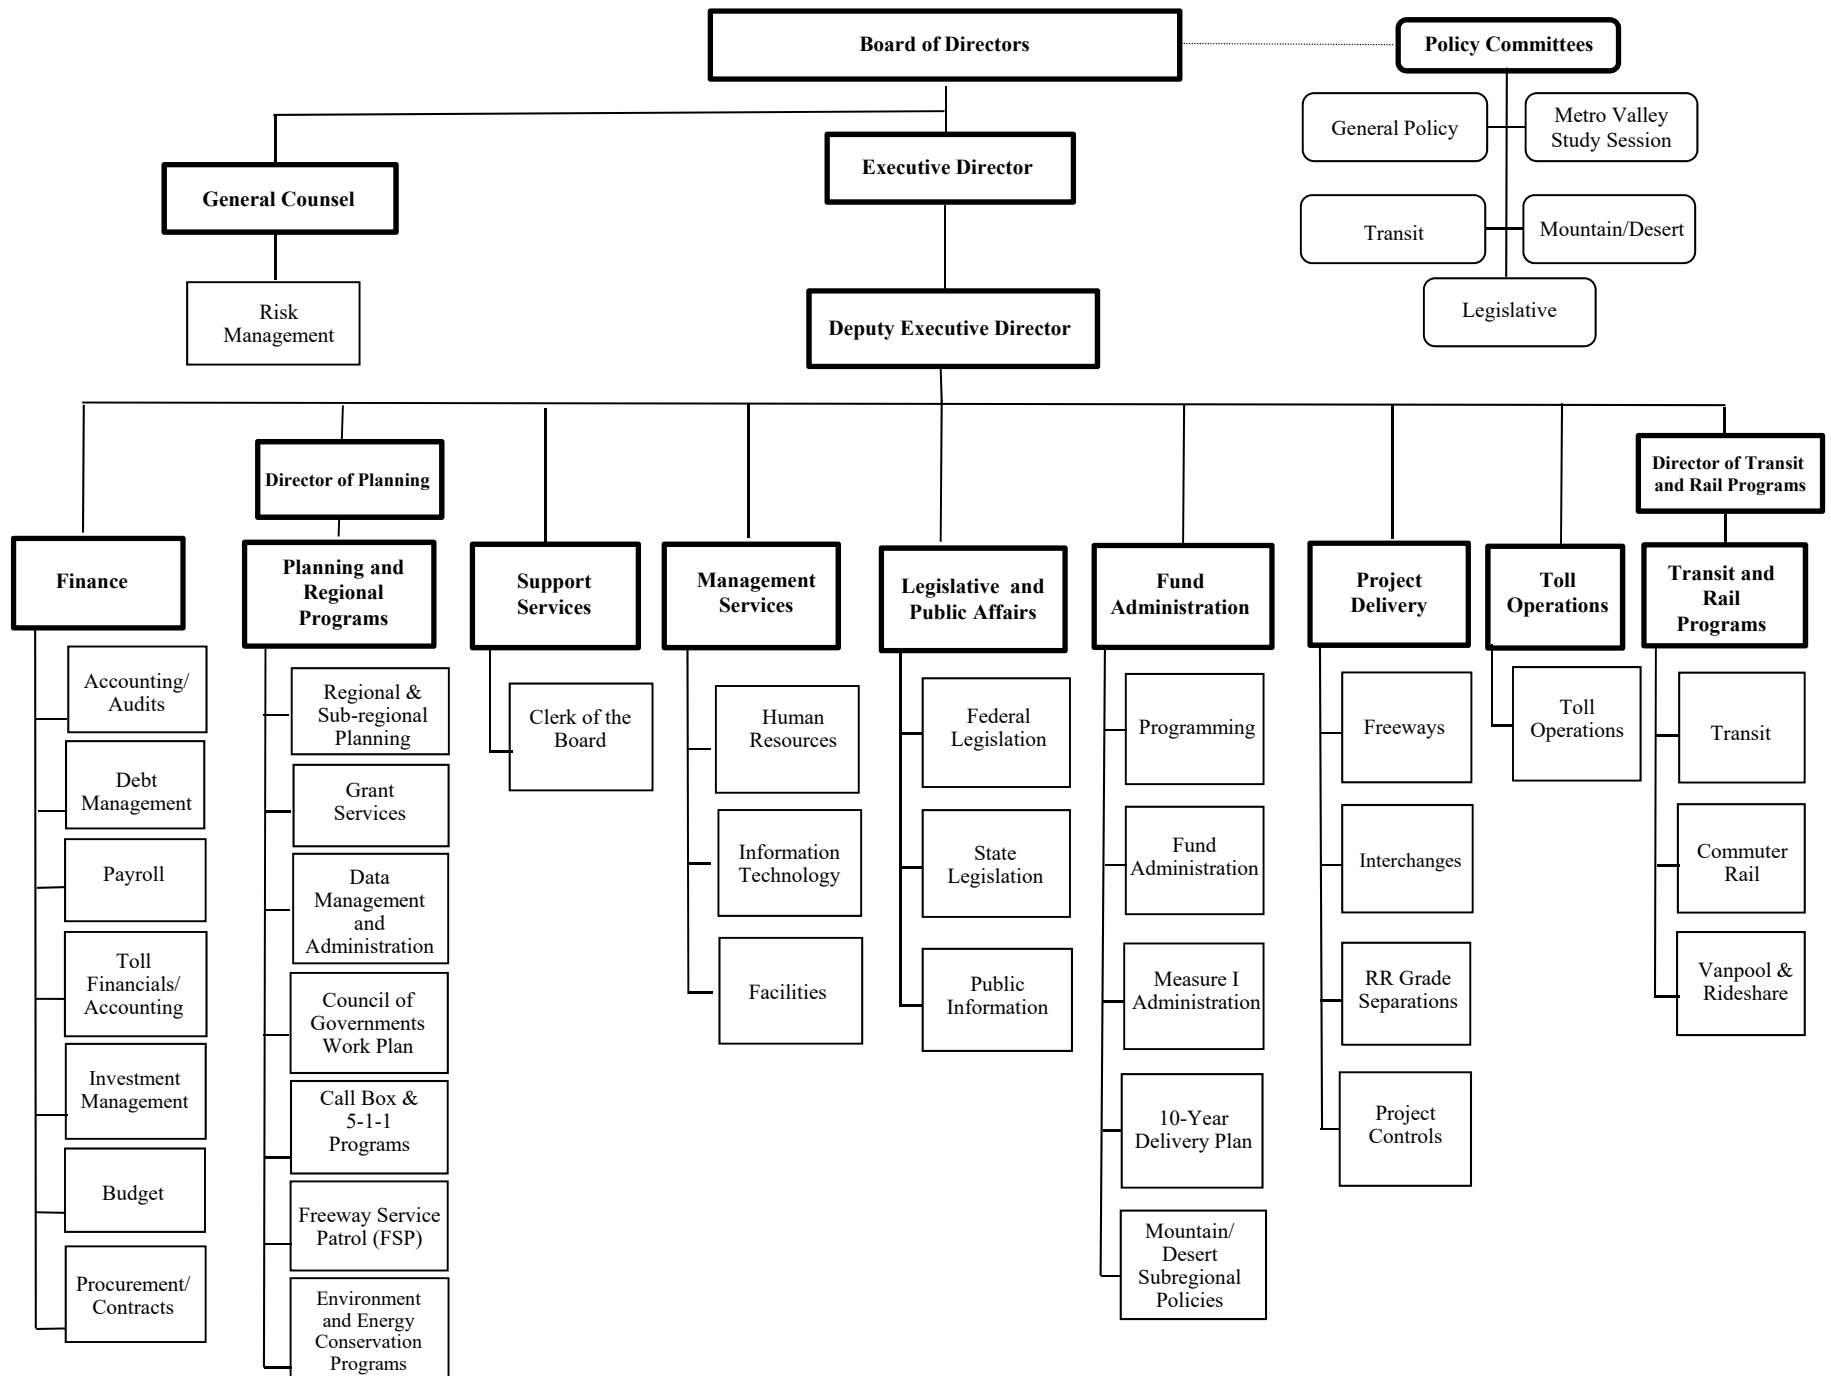 Board of Directors
Policy Committees
General Policy
Metro Valley
Study Session
Executive Director
General Counsel
Transit
Mountain/Desert
Risk
Management
Legislative
Deputy Executive Director
Director of Planning
Director of Transit
and Rail Programs
Finance
Accounting/
Audits
Debt
Management
Payroll
Toll
Financials/
Accounting
Investment
Management
Budget
Procurement/
Contracts
Planning and
Regional
Programs
Regional &
Sub-regional
Planning
Grant
Services
Data
Management
and
Administration
Council of
Governments
Work Plan
Call Box &
5-1-1
Programs
Freeway Service
Patrol (FSP)
Environment
and Energy
Conservation
Programs
Support
Services
Clerk of the
Board
Management
Services
Human
Resources
Information
Technology
Facilities
Legislative and
Public Affairs
Federal
Legislation
State
Legislation
Public
Information
Fund
Administration
Programming
Fund
Administration
Measure I
Administration
10-Year
Delivery Plan
Mountain/
Desert
Subregional
Policies
Project
Delivery
Freeways
Interchanges
RR Grade
Separations
Project
Controls
Toll
Operations
Toll
Operations
Transit and
Rail
Programs
Transit
Commuter
Rail
Vanpool &
Rideshare